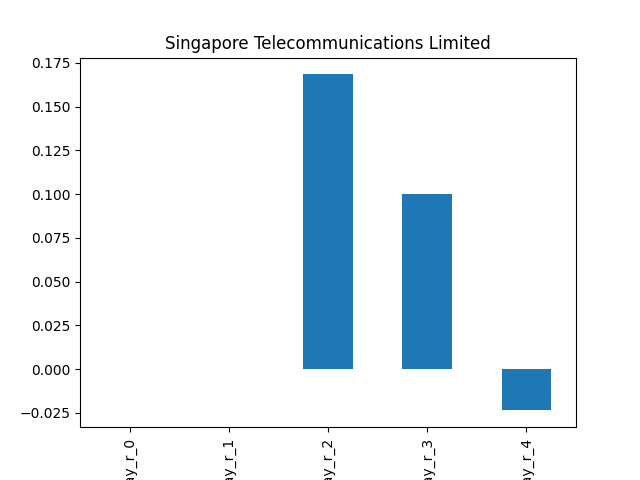 Singapore Telecommunications Limited
0.175
0.150
0.125
0.100
0.075
0.050
0.025
0.000
−0.025
ay_r_0
ay_r_1
ay_r_2
ay_r_3
ay_r_4